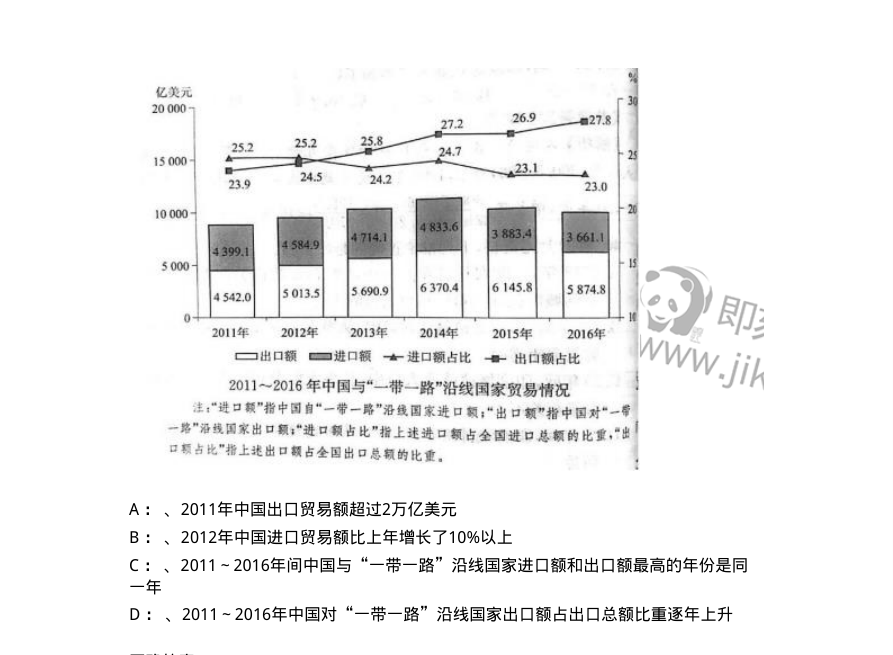 亿美元
%
20 000
30
25.2 25.2 25.8 27.2 26.9 27.8
15 000
25
23.9 24.5 24.2 24.7 23.1 23.0
10 000
20
4 399.1 4 584.9 4 714.1 4 833.6 3 883.4 3 661.1
5 000
15
4 542.0 5 013.5 5 690.9 6 370.4 6 145.8 5 874.8
0
10
2011年 2012年 2013年 2014年 2015年 2016年
出口额 进口额 进口额占比 出口额占比
2011～2016 年中国与“一带一路”沿线国家贸易情况
注:“进口额”指中国自“一带一路”沿线国家进口额;“出口额”指中国对“一带
一路”沿线国家出口额;“进口额占比”指上述进口额占全国进口总额的比重,“出
口额占比”指上述出口额占全国出口总额的比重。
即
www.jik
A： 、2011年中国出口贸易额超过2万亿美元
B： 、2012年中国进口贸易额比上年增长了10%以上
C： 、2011～2016年间中国与“一带一路”沿线国家进口额和出口额最高的年份是同
一年
D： 、2011～2016年中国对“一带一路”沿线国家出口额占出口总额比重逐年上升